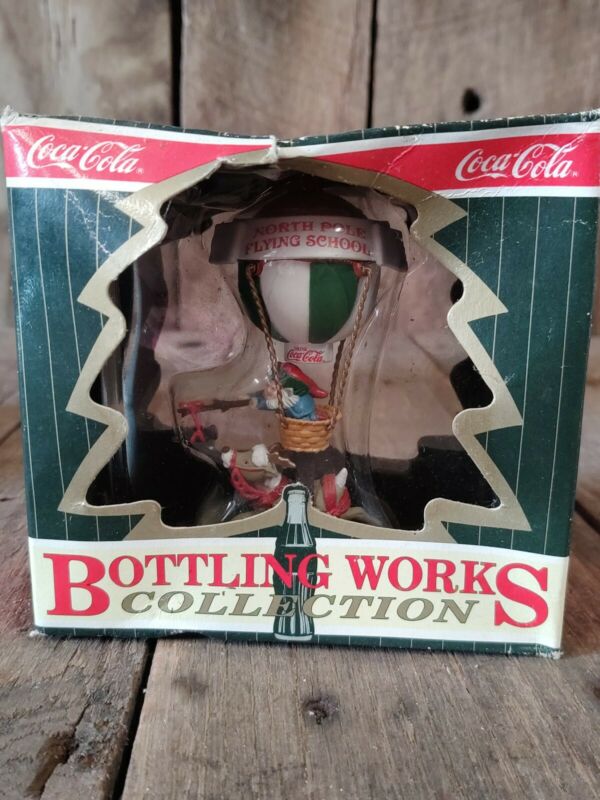 Coca-Cola
Coca-Cola
NORTH POLE
FLYING SCHOOL
Coca-Cola
BOTTLING WORKS
COLLECTION